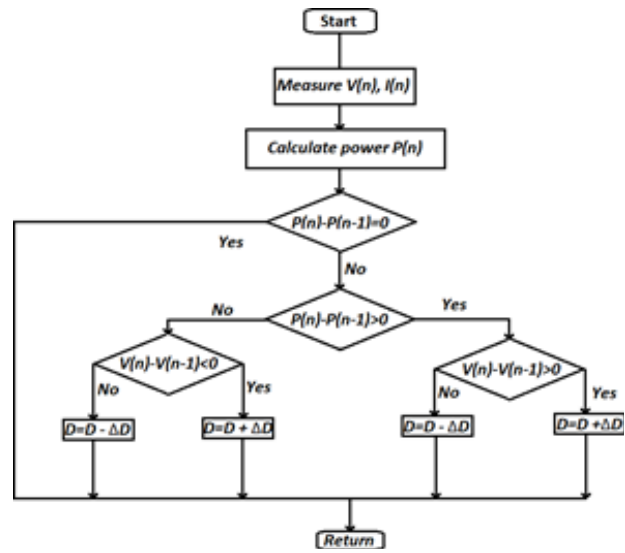 Start
Measure V(n), I(n)
Calculate power P(n)
P(n)-P(n-1)=0
Yes
No
P(n)-P(n-1)>0
No
Yes
V(n)-V(n-1)<0
V(n)-V(n-1)>0
No
Yes
No
Yes
D=D - ΔD
D=D + ΔD
D=D - ΔD
D=D +ΔD
Return